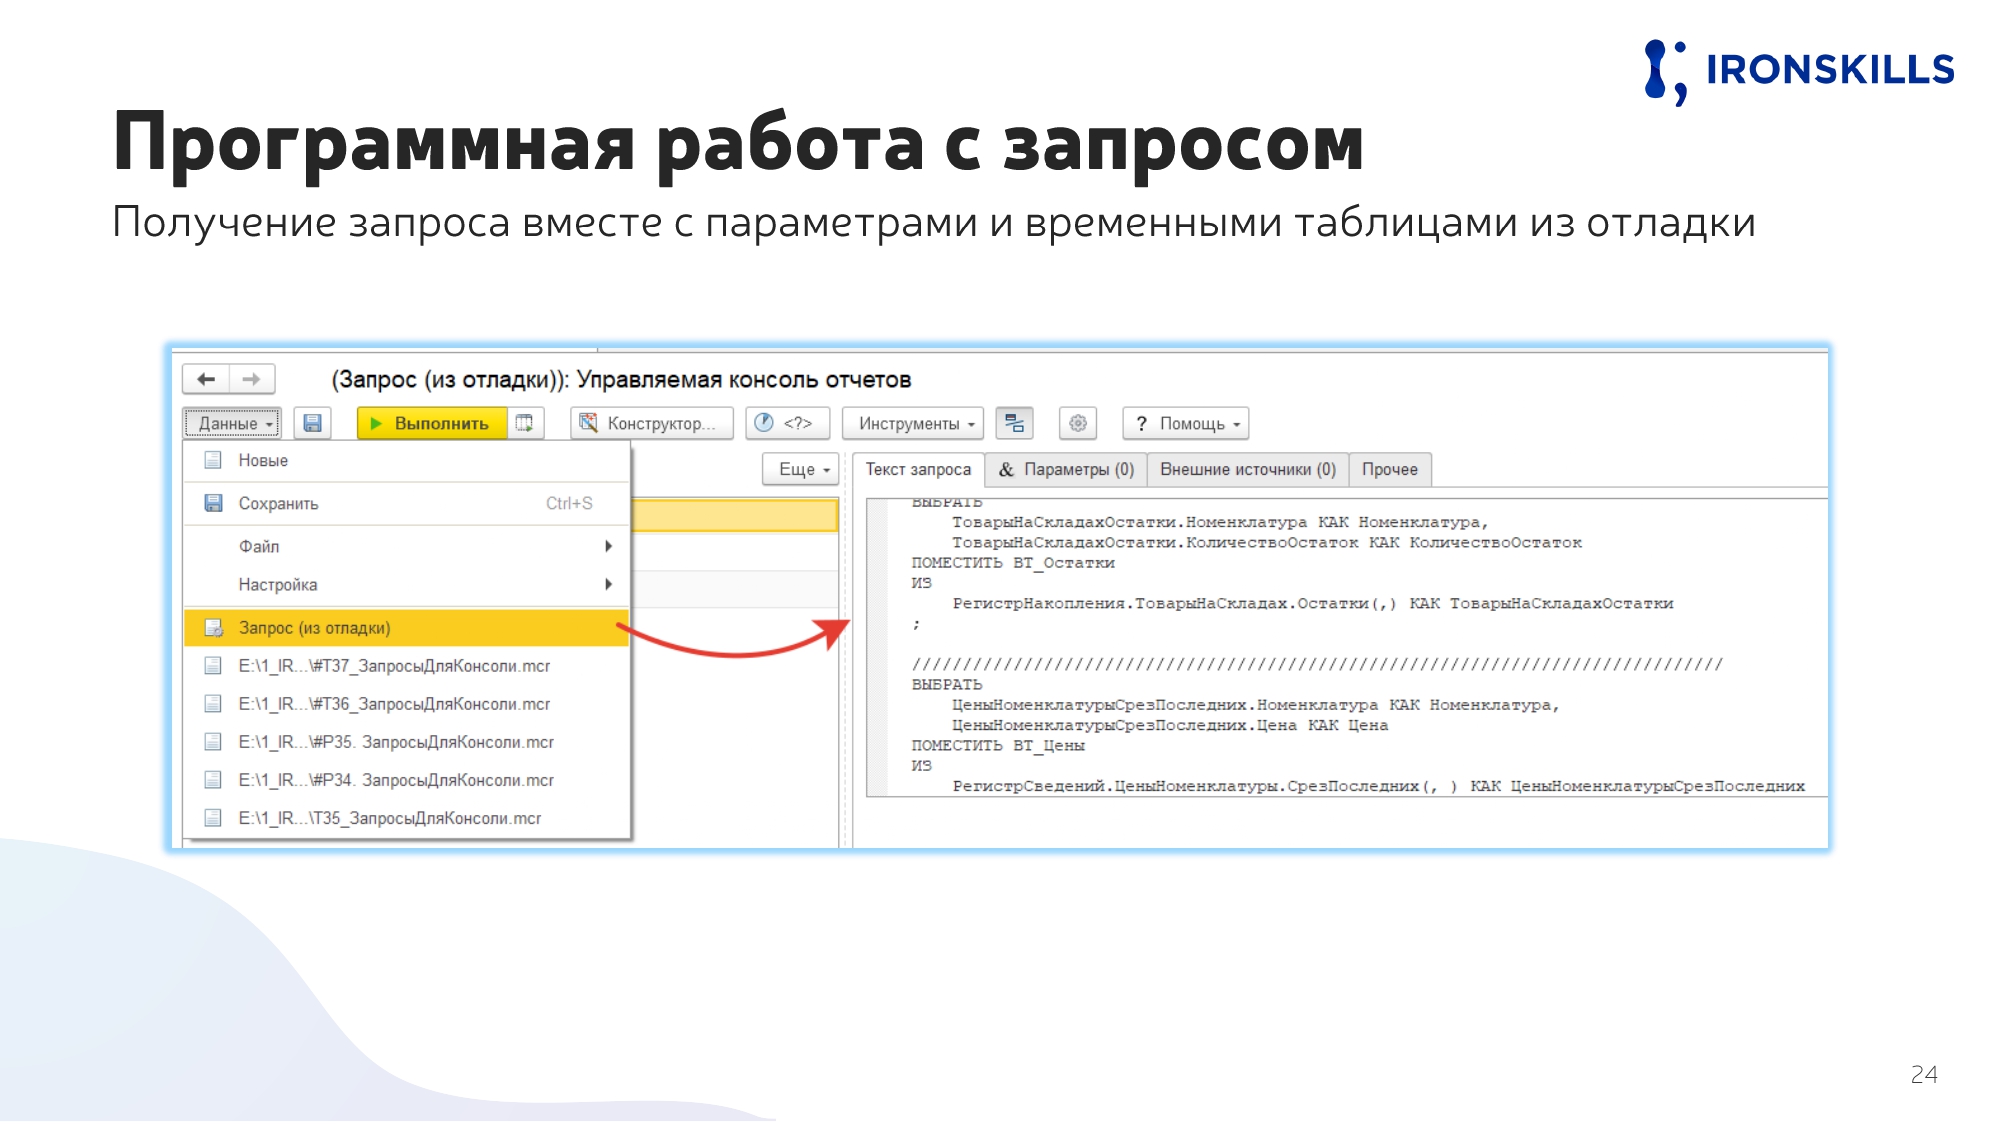 IRONSKILLS
Программная работа с запросом
Получение запроса вместе с параметрами и временными таблицами из отладки
(Запрос (из отладки)): Управляемая консоль отчетов
Данные
Выполнить
Конструктор...
<?>
Инструменты
? Помощь
Новые
Сохранить Ctrl+S
Файл
Настройка
Запрос (из отладки)
E:\1_IR...\#T37_ЗапросыДляКонсоли.mcr
E:\1_IR...\#T36_ЗапросыДляКонсоли.mcr
E:\1_IR...\#P35. ЗапросыДляКонсоли.mcr
E:\1_IR...\#P34. ЗапросыДляКонсоли.mcr
E:\1_IR...\T35_ЗапросыДляКонсоли.mcr
Еще
Текст запроса
& Параметры (0)
Внешние источники (0)
Прочее
ВЫБРАТЬ
ТоварыНаСкладахОстатки.Номенклатура КАК Номенклатура,
ТоварыНаСкладахОстатки.КоличествоОстаток КАК КоличествоОстаток
ПОМЕСТИТЬ ВТ_Остатки
ИЗ
РегистрНакопления.ТоварыНаСкладах.Остатки(,) КАК ТоварыНаСкладахОстатки
;
////////////////////////////////////////////////////////////////////////////////
ВЫБРАТЬ
ЦеныНоменклатурыСрезПоследних.Номенклатура КАК Номенклатура,
ЦеныНоменклатурыСрезПоследних.Цена КАК Цена
ПОМЕСТИТЬ ВТ_Цены
ИЗ
РегистрСведений.ЦеныНоменклатуры.СрезПоследних(, ) КАК ЦеныНоменклатурыСрезПоследних
24